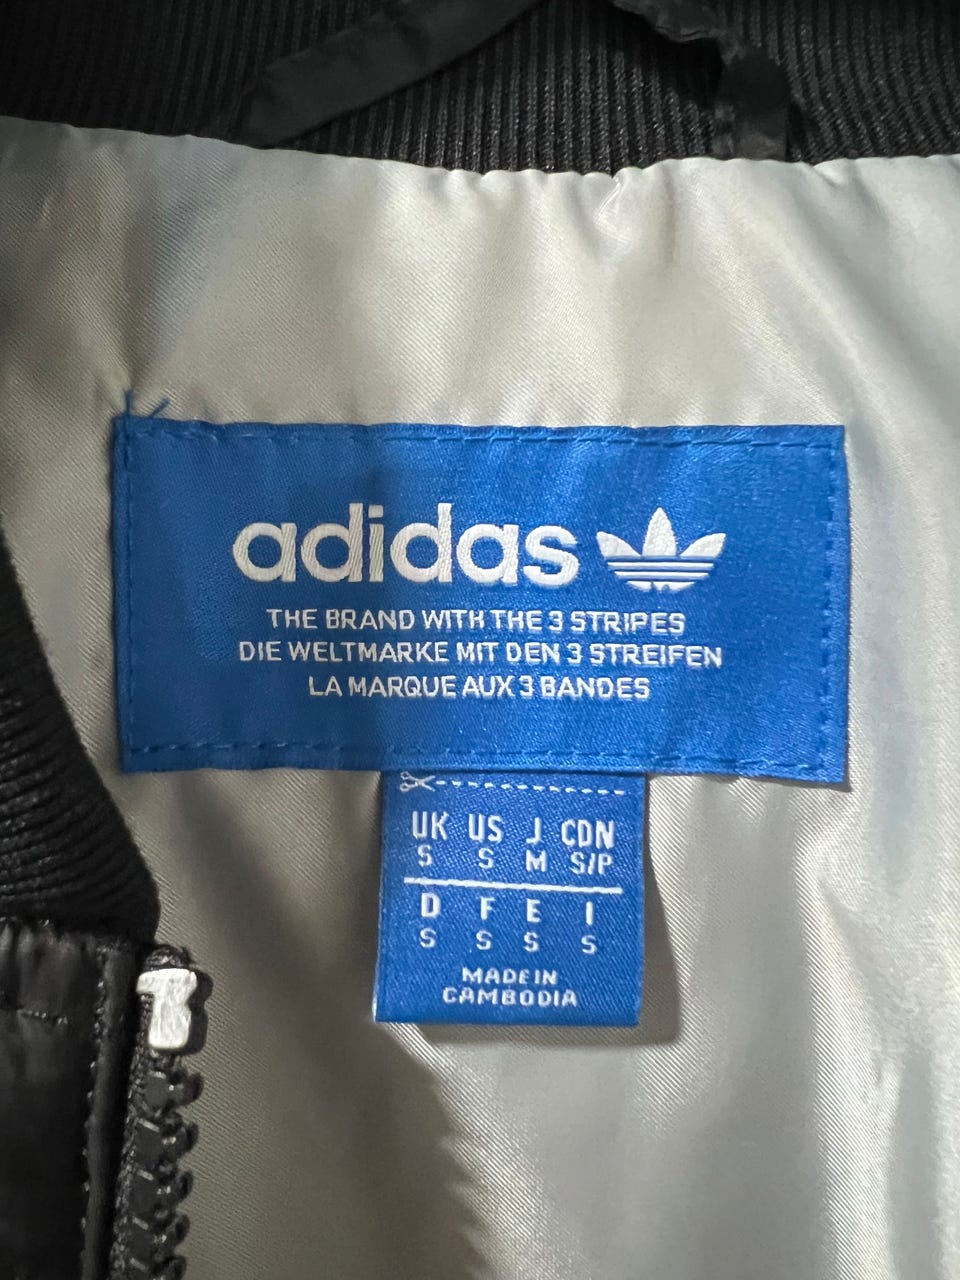 adidas
THE BRAND WITH THE 3 STRIPES
DIE WELTMARKE MIT DEN 3 STREIFEN
LA MARQUE AUX 3 BANDES
UK US J CDN
S S M S/P
D F E I
S S S S
MADE IN
CAMBODIA